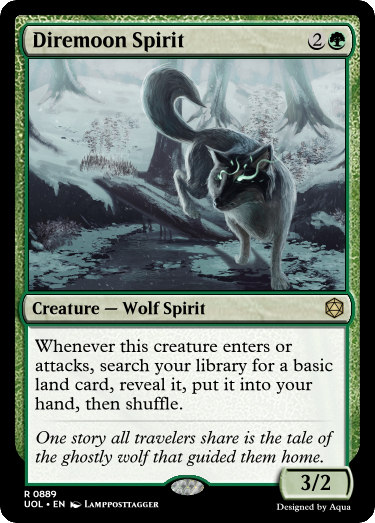 Diremoon Spirit 2
Creature — Wolf Spirit
Whenever this creature enters or
attacks, search your library for a basic
land card, reveal it, put it into your
hand, then shuffle.
One story all travelers share is the tale of
the ghostly wolf that guided them home.
3/2
R 0889
UOL • EN LAMPPOSTTAGGER
Designed by Aqua